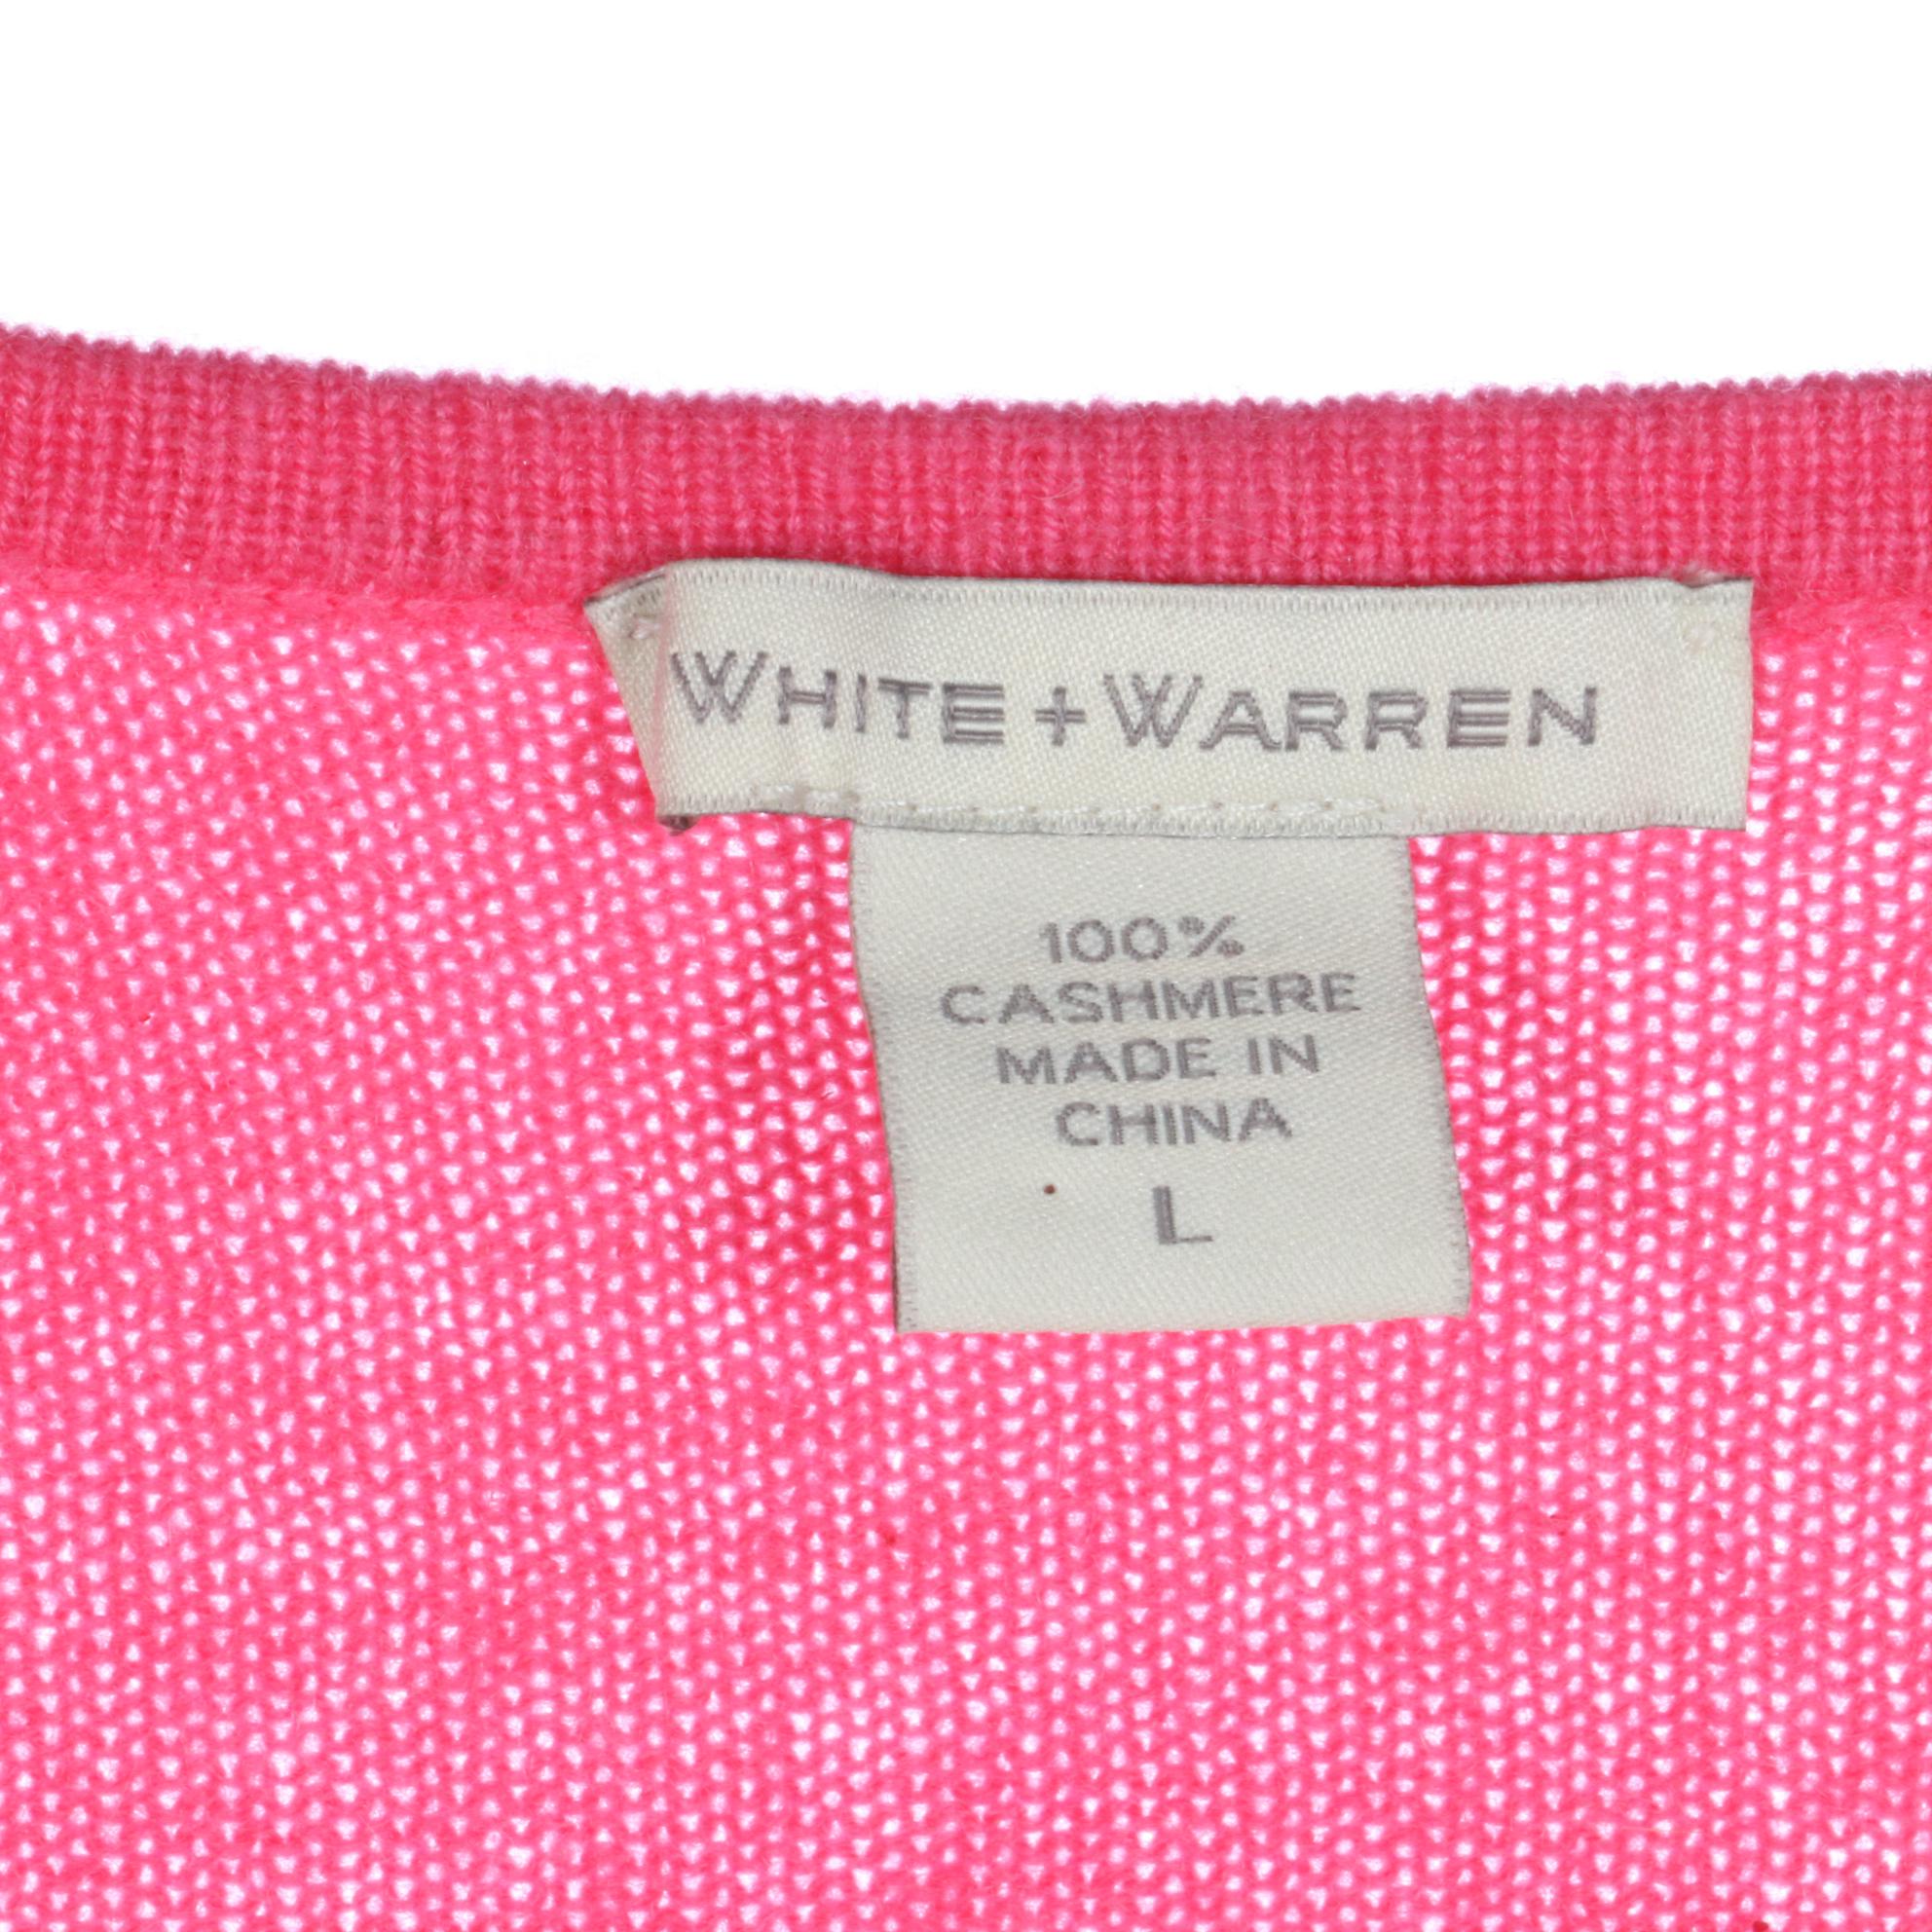 WHITE + WARREN
100%
CASHMERE
MADE IN
CHINA
L